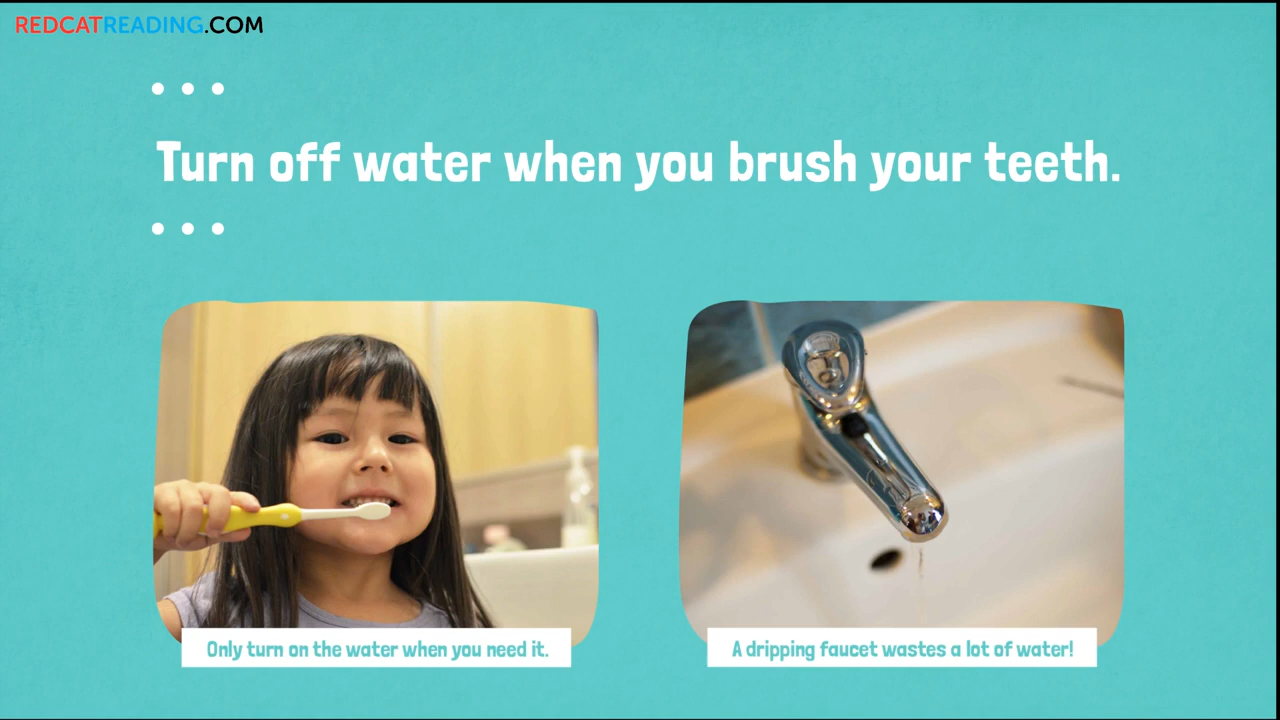 REDCATREADING.COM
Turn off water when you brush your teeth.
Only turn on the water when you need it.
A dripping faucet wastes a lot of water!